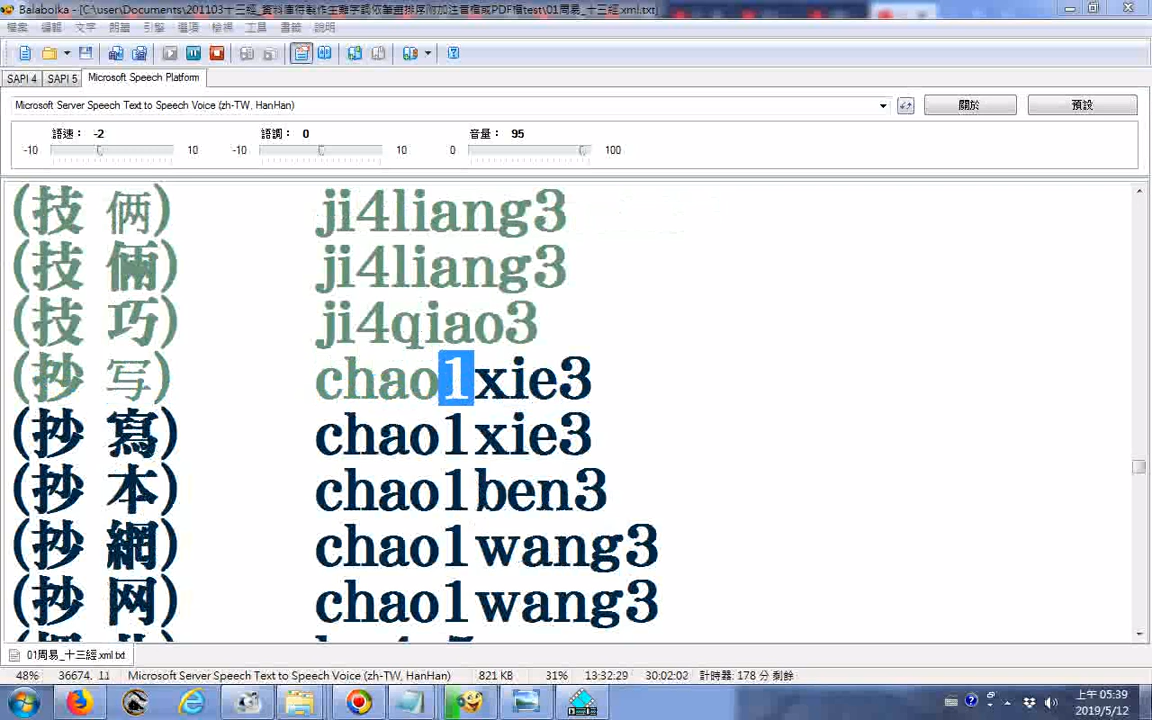 Balabolka - [C:\user\Documents\201103十三經_資料庫待製作生難字詞依筆畫排序附加注音檔或PDF檔test\01周易_十三經.xml.txt]
檔案 編輯 文字 朗讀 引擎 選項 檢視 工具 書籤 說明
SAPI 4 SAPI 5 Microsoft Speech Platform
Microsoft Server Speech Text to Speech Voice (zh-TW, HanHan) 關於 預設
語速： -2 語調： 0 音量： 95
-10 10 -10 10 0 100
(技 俩) ji4liang3
(技 倆) ji4liang3
(技 巧) ji4qiao3
(抄 写) chao1xie3
(抄 寫) chao1xie3
(抄 本) chao1ben3
(抄 網) chao1wang3
(抄 网) chao1wang3
01周易_十三經.xml.txt
48% 36674. 11 Microsoft Server Speech Text to Speech Voice (zh-TW, HanHan) 821 KB 31% 13:32:29 30:02:02 計時器: 178 分 剩餘
上午 05:39
2019/5/12